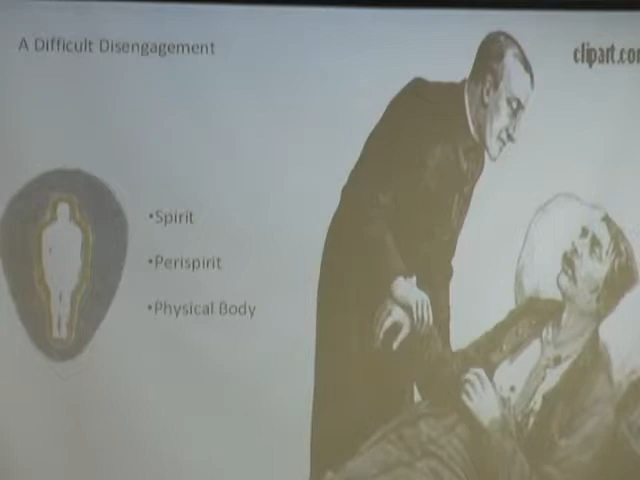 A Difficult Disengagement
clipart.co
•Spirit
•Perispirit
•Physical Body